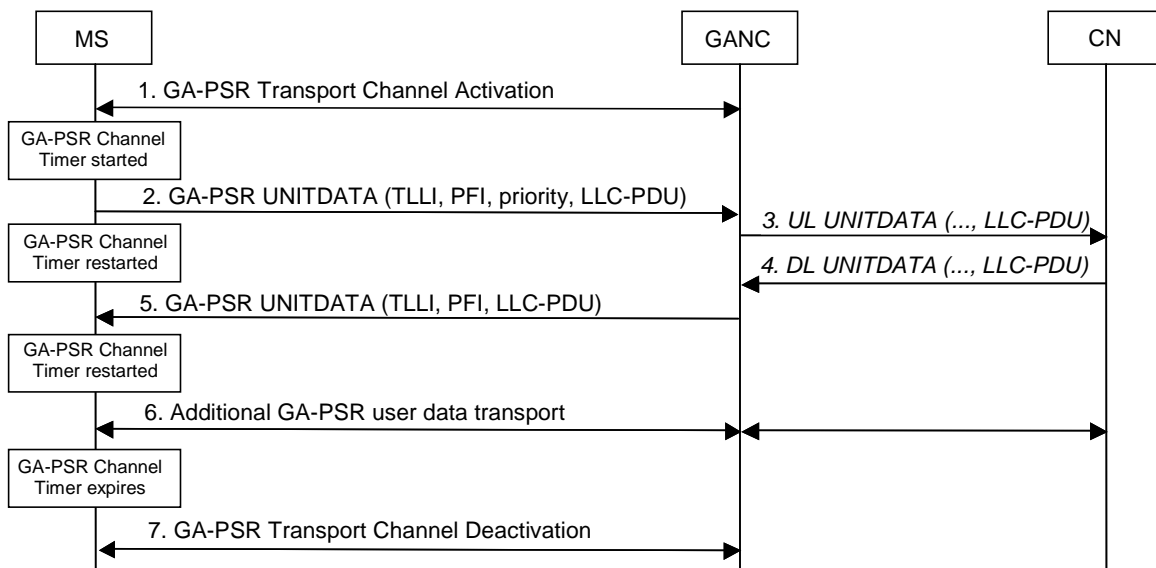 MS
GANC
CN
1. GA-PSR Transport Channel Activation
GA-PSR Channel
Timer started
2. GA-PSR UNITDATA (TLLI, PFI, priority, LLC-PDU)
3. UL UNITDATA (..., LLC-PDU)
GA-PSR Channel
Timer restarted
4. DL UNITDATA (..., LLC-PDU)
5. GA-PSR UNITDATA (TLLI, PFI, LLC-PDU)
GA-PSR Channel
Timer restarted
6. Additional GA-PSR user data transport
GA-PSR Channel
Timer expires
7. GA-PSR Transport Channel Deactivation